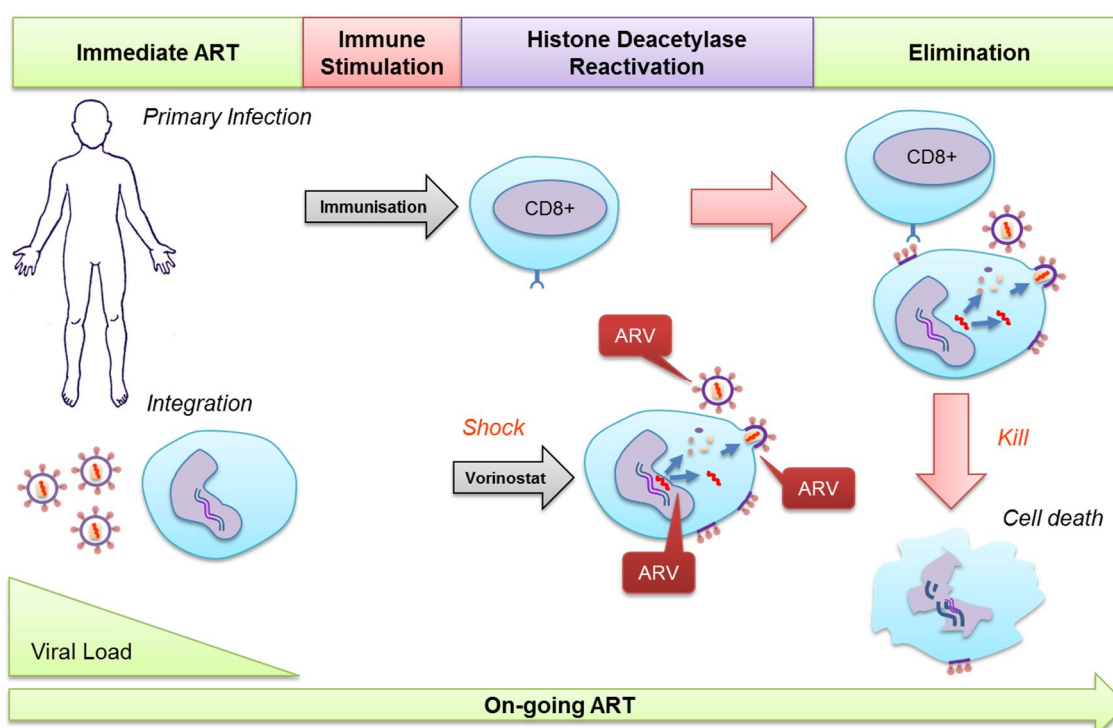 Immediate ART
Immune
Stimulation
Histone Deacetylase
Reactivation
Elimination
Primary Infection
Immunisation
CD8+
CD8+
ARV
Integration
Shock
Vorinostat
ARV
ARV
Kill
Cell death
Viral Load
On-going ART